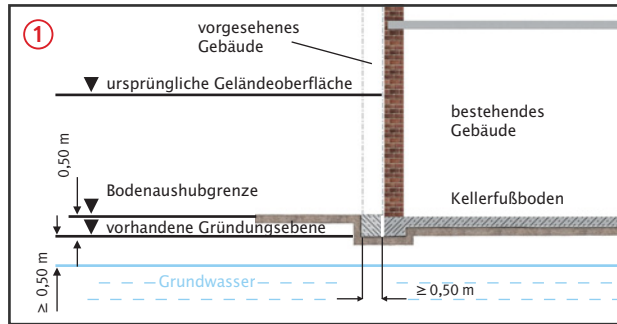 1
vorgesehenes
Gebäude
ursprüngliche Geländeoberfläche
bestehendes
Gebäude
0,50 m
Bodenaushubgrenze
Kellerfußboden
vorhandene Gründungsebene
≥ 0,50 m
Grundwasser
≥ 0,50 m